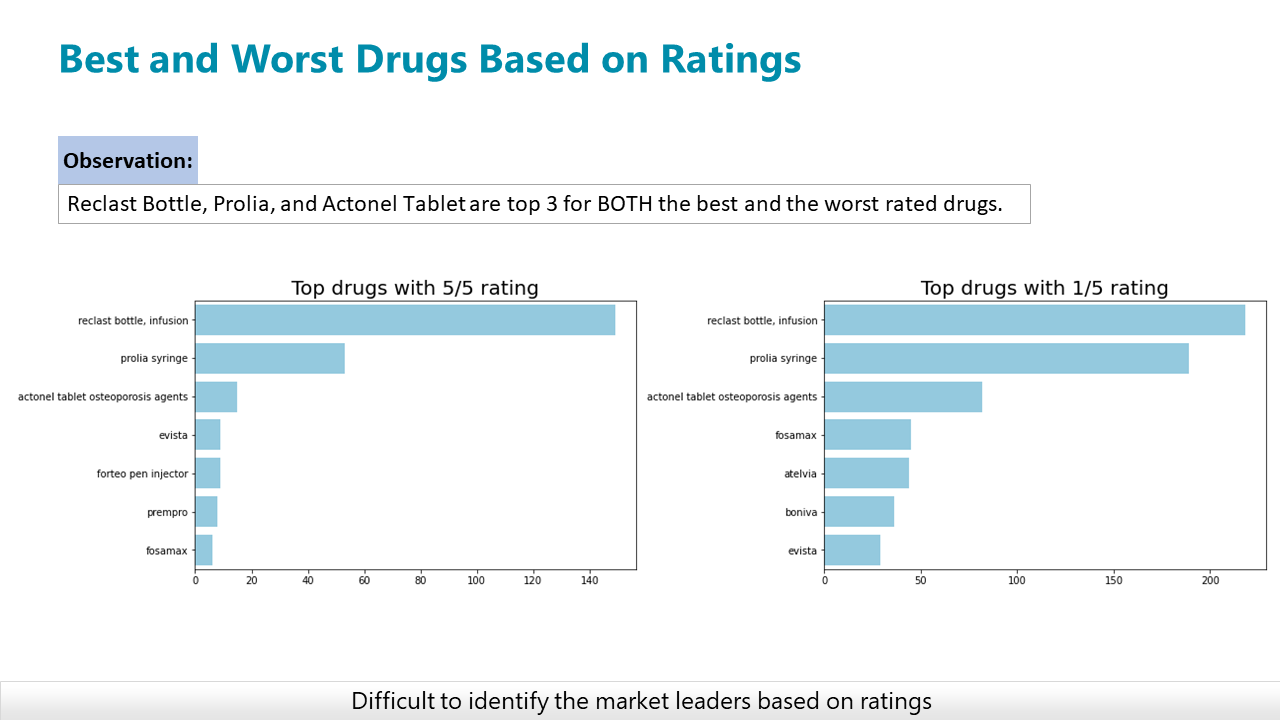 Best and Worst Drugs Based on Ratings
Observation:
Reclast Bottle, Prolia, and Actonel Tablet are top 3 for BOTH the best and the worst rated drugs.
Top drugs with 5/5 rating
reclast bottle, infusion
prolia syringe
actonel tablet osteoporosis agents
evista
forteo pen injector
prempro
fosamax
0 20 40 60 80 100 120 140
Top drugs with 1/5 rating
reclast bottle, infusion
prolia syringe
actonel tablet osteoporosis agents
fosamax
atelvia
boniva
evista
0 50 100 150 200
Difficult to identify the market leaders based on ratings